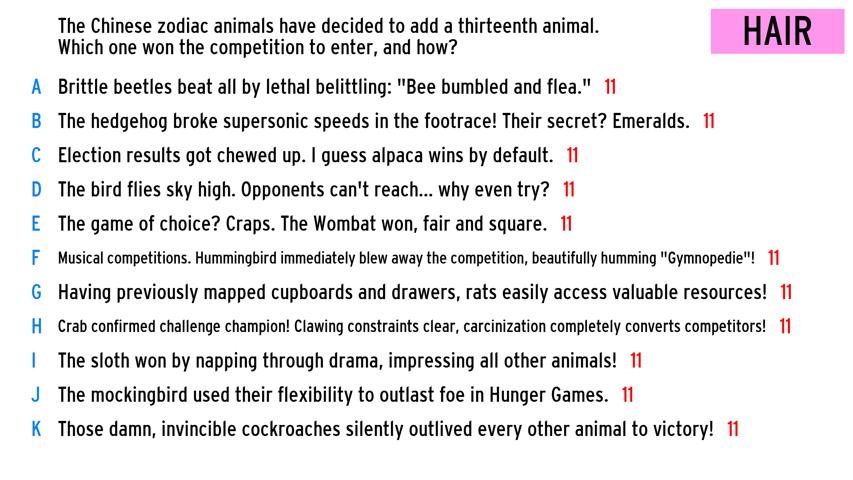 The Chinese zodiac animals have decided to add a thirteenth animal.
Which one won the competition to enter, and how?
HAIR
A Brittle beetles beat all by lethal belittling: "Bee bumbled and flea." 11
B The hedgehog broke supersonic speeds in the footrace! Their secret? Emeralds. 11
C Election results got chewed up. I guess alpaca wins by default. 11
D The bird flies sky high. Opponents can't reach... why even try? 11
E The game of choice? Craps. The Wombat won, fair and square. 11
F Musical competitions. Hummingbird immediately blew away the competition, beautifully humming "Gymnopedie"! 11
G Having previously mapped cupboards and drawers, rats easily access valuable resources! 11
H Crab confirmed challenge champion! Clawing constraints clear, carcinization completely converts competitors! 11
I The sloth won by napping through drama, impressing all other animals! 11
J The mockingbird used their flexibility to outlast foe in Hunger Games. 11
K Those damn, invincible cockroaches silently outlived every other animal to victory! 11